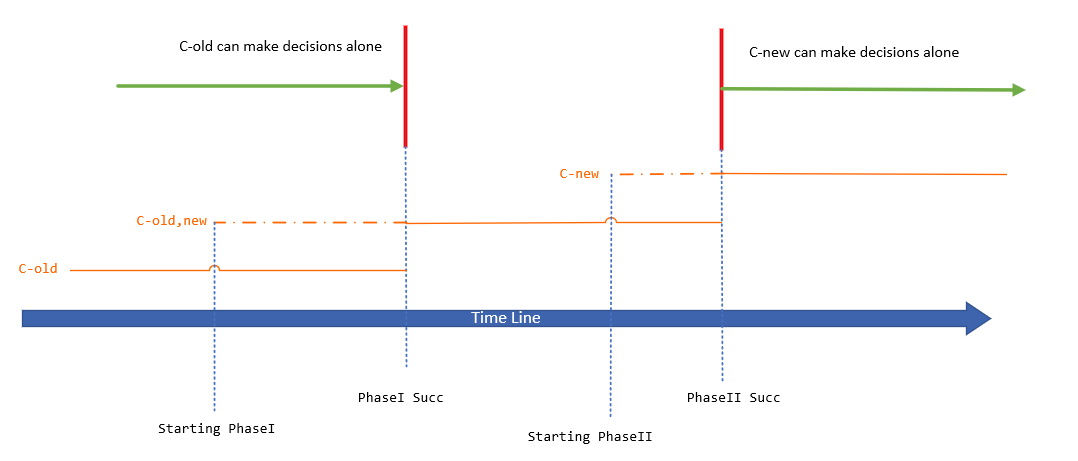 C-old can make decisions alone
C-new can make decisions alone
C-new
C-old,new
C-old
Time Line
PhaseI Succ
PhaseII Succ
Starting PhaseI
Starting PhaseII